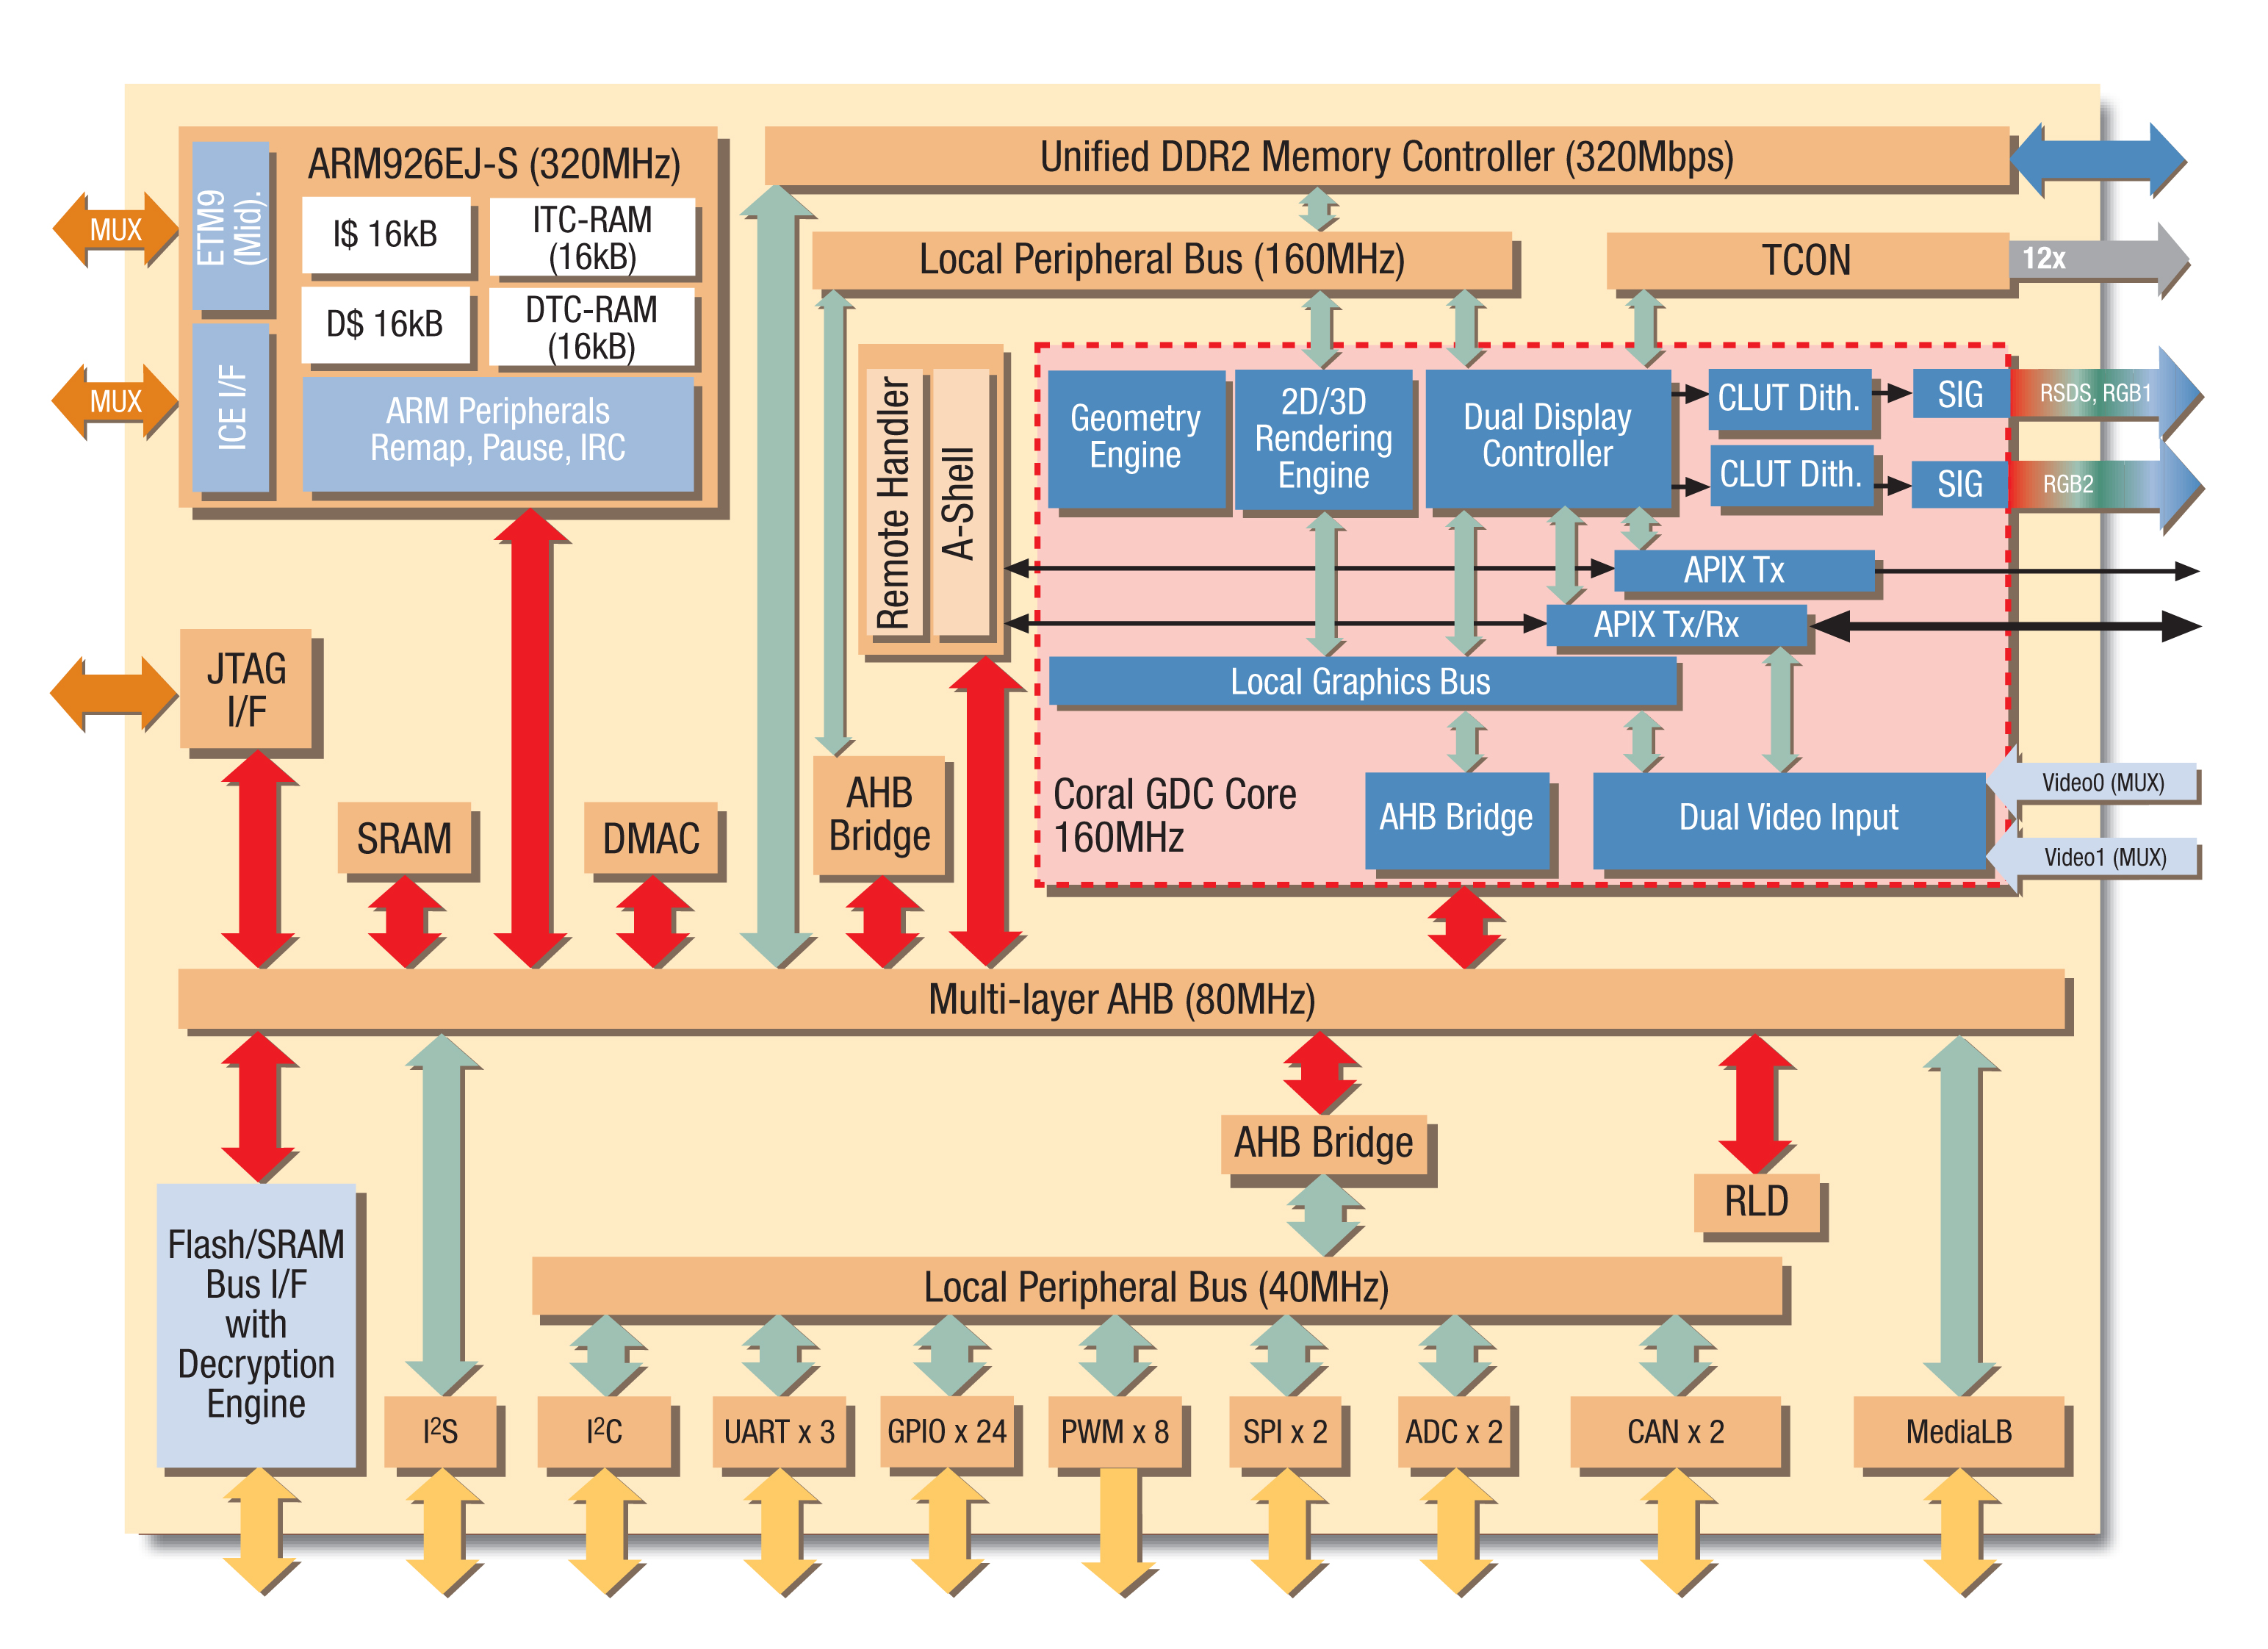 ARM926EJ-S (320MHz)
ETM9
(Mid).
MUX
I$ 16kB
ITC-RAM
(16kB)
D$ 16kB
DTC-RAM
(16kB)
ICE I/F
MUX
ARM Peripherals
Remap, Pause, IRC
Unified DDR2 Memory Controller (320Mbps)
Local Peripheral Bus (160MHz)
TCON
12x
Remote Handler
A-Shell
Geometry
Engine
2D/3D
Rendering
Engine
Dual Display
Controller
CLUT Dith.
SIG
RSDS, RGB1
CLUT Dith.
SIG
RGB2
APIX Tx
APIX Tx/Rx
Local Graphics Bus
Coral GDC Core
160MHz
AHB Bridge
Dual Video Input
Video0 (MUX)
Video1 (MUX)
JTAG
I/F
SRAM
DMAC
AHB
Bridge
Multi-layer AHB (80MHz)
AHB Bridge
RLD
Flash/SRAM
Bus I/F
with
Decryption
Engine
Local Peripheral Bus (40MHz)
I²S
I²C
UART x 3
GPIO x 24
PWM x 8
SPI x 2
ADC x 2
CAN x 2
MediaLB